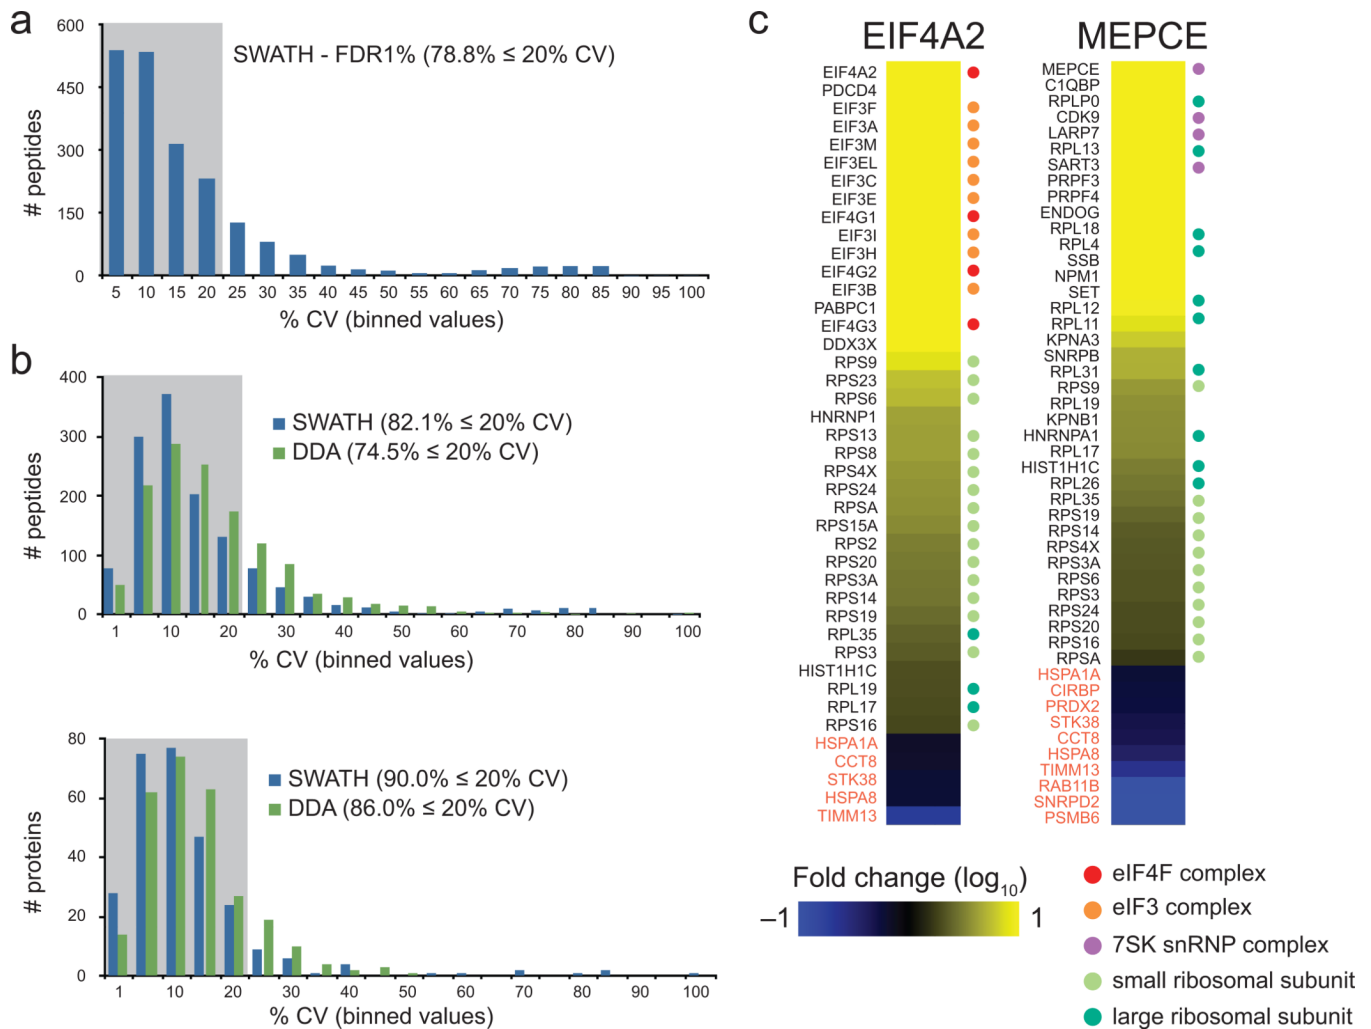 a
600
450
300
150
0
# peptides
SWATH - FDR1% (78.8% ≤ 20% CV)
5 10 15 20 25 30 35 40 45 50 55 60 65 70 75 80 85 90 95 100
% CV (binned values)
b
400
300
200
100
0
# peptides
SWATH (82.1% ≤ 20% CV)
DDA (74.5% ≤ 20% CV)
1 10 20 30 40 50 60 70 80 90 100
% CV (binned values)
80
60
40
20
0
# proteins
SWATH (90.0% ≤ 20% CV)
DDA (86.0% ≤ 20% CV)
1 10 20 30 40 50 60 70 80 90 100
% CV (binned values)
c
EIF4A2
EIF4A2
PDCD4
EIF3F
EIF3A
EIF3M
EIF3EL
EIF3C
EIF3E
EIF4G1
EIF3I
EIF3H
EIF4G2
EIF3B
PABPC1
EIF4G3
DDX3X
RPS9
RPS23
RPS6
HNRNP1
RPS13
RPS8
RPS4X
RPS24
RPSA
RPS15A
RPS2
RPS20
RPS3A
RPS14
RPS19
RPL35
RPS3
HIST1H1C
RPL19
RPL17
RPS16
HSPA1A
CCT8
STK38
HSPA8
TIMM13
MEPCE
MEPCE
C1QBP
RPLP0
CDK9
LARP7
RPL13
SART3
PRPF3
PRPF4
ENDOG
RPL18
RPL4
SSB
NPM1
SET
RPL12
RPL11
KPNA3
SNRPB
RPL31
RPS9
RPL19
KPNB1
HNRNPA1
RPL17
HIST1H1C
RPL26
RPL35
RPS19
RPS14
RPS4X
RPS3A
RPS6
RPS3
RPS24
RPS20
RPS16
RPSA
HSPA1A
CIRBP
PRDX2
STK38
CCT8
HSPA8
TIMM13
RAB11B
SNRPD2
PSMB6
Fold change (log10)
–1 1
eIF4F complex
eIF3 complex
7SK snRNP complex
small ribosomal subunit
large ribosomal subunit